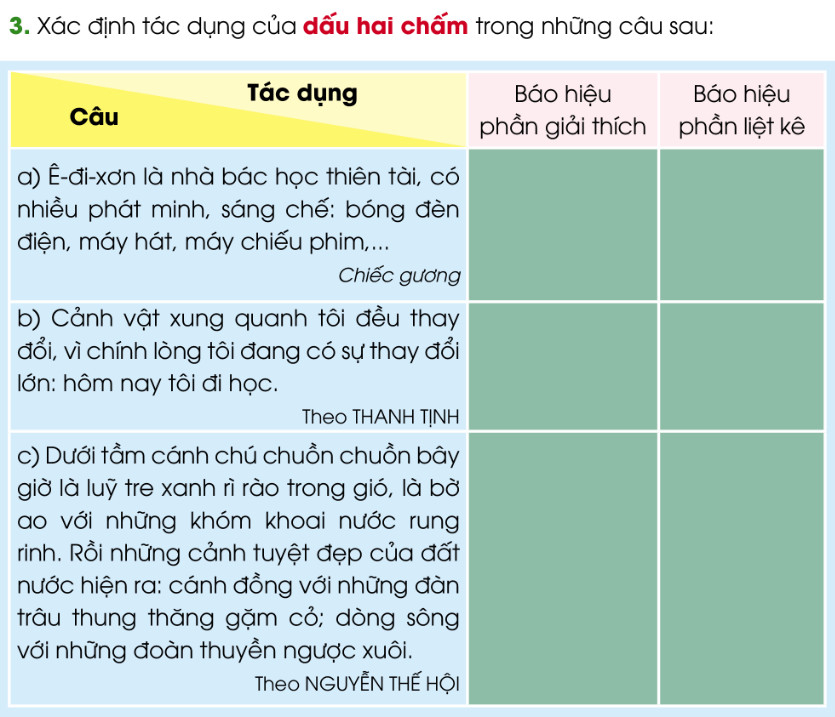 3. Xác định tác dụng của dấu hai chấm trong những câu sau:
Tác dụng
Câu
Báo hiệu
phần giải thích
Báo hiệu
phần liệt kê
a) Ê-đi-xơn là nhà bác học thiên tài, có
nhiều phát minh, sáng chế: bóng đèn
điện, máy hát, máy chiếu phim,...
Chiếc gương
b) Cảnh vật xung quanh tôi đều thay
đổi, vì chính lòng tôi đang có sự thay đổi
lớn: hôm nay tôi đi học.
Theo THANH TỊNH
c) Dưới tầm cánh chú chuồn chuồn bây
giờ là luỹ tre xanh rì rào trong gió, là bờ
ao với những khóm khoai nước rung
rinh. Rồi những cảnh tuyệt đẹp của đất
nước hiện ra: cánh đồng với những đàn
trâu thung thăng gặm cỏ; dòng sông
với những đoàn thuyền ngược xuôi.
Theo NGUYỄN THẾ HỘI